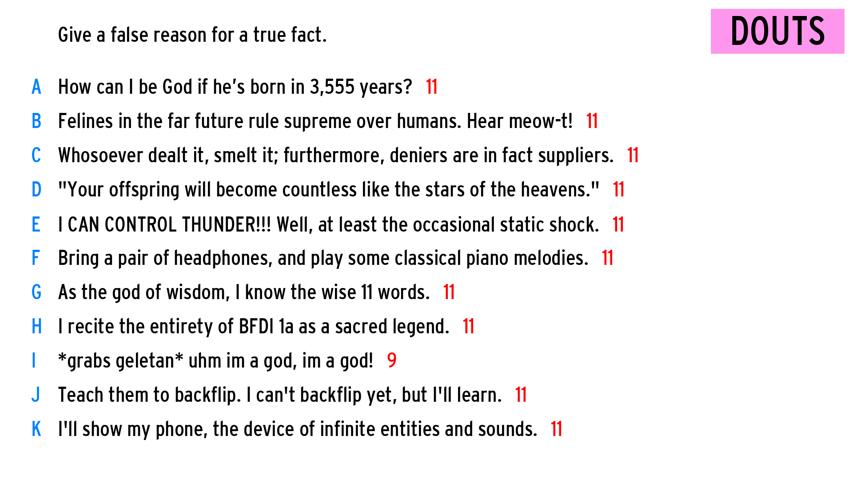 Give a false reason for a true fact.
DOUTS
A How can I be God if he's born in 3,555 years? 11
B Felines in the far future rule supreme over humans. Hear meow-t! 11
C Whosoever dealt it, smelt it; furthermore, deniers are in fact suppliers. 11
D "Your offspring will become countless like the stars of the heavens." 11
E I CAN CONTROL THUNDER!!! Well, at least the occasional static shock. 11
F Bring a pair of headphones, and play some classical piano melodies. 11
G As the god of wisdom, I know the wise 11 words. 11
H I recite the entirety of BFDI 1a as a sacred legend. 11
I *grabs geletan* uhm im a god, im a god! 9
J Teach them to backflip. I can't backflip yet, but I'll learn. 11
K I'll show my phone, the device of infinite entities and sounds. 11